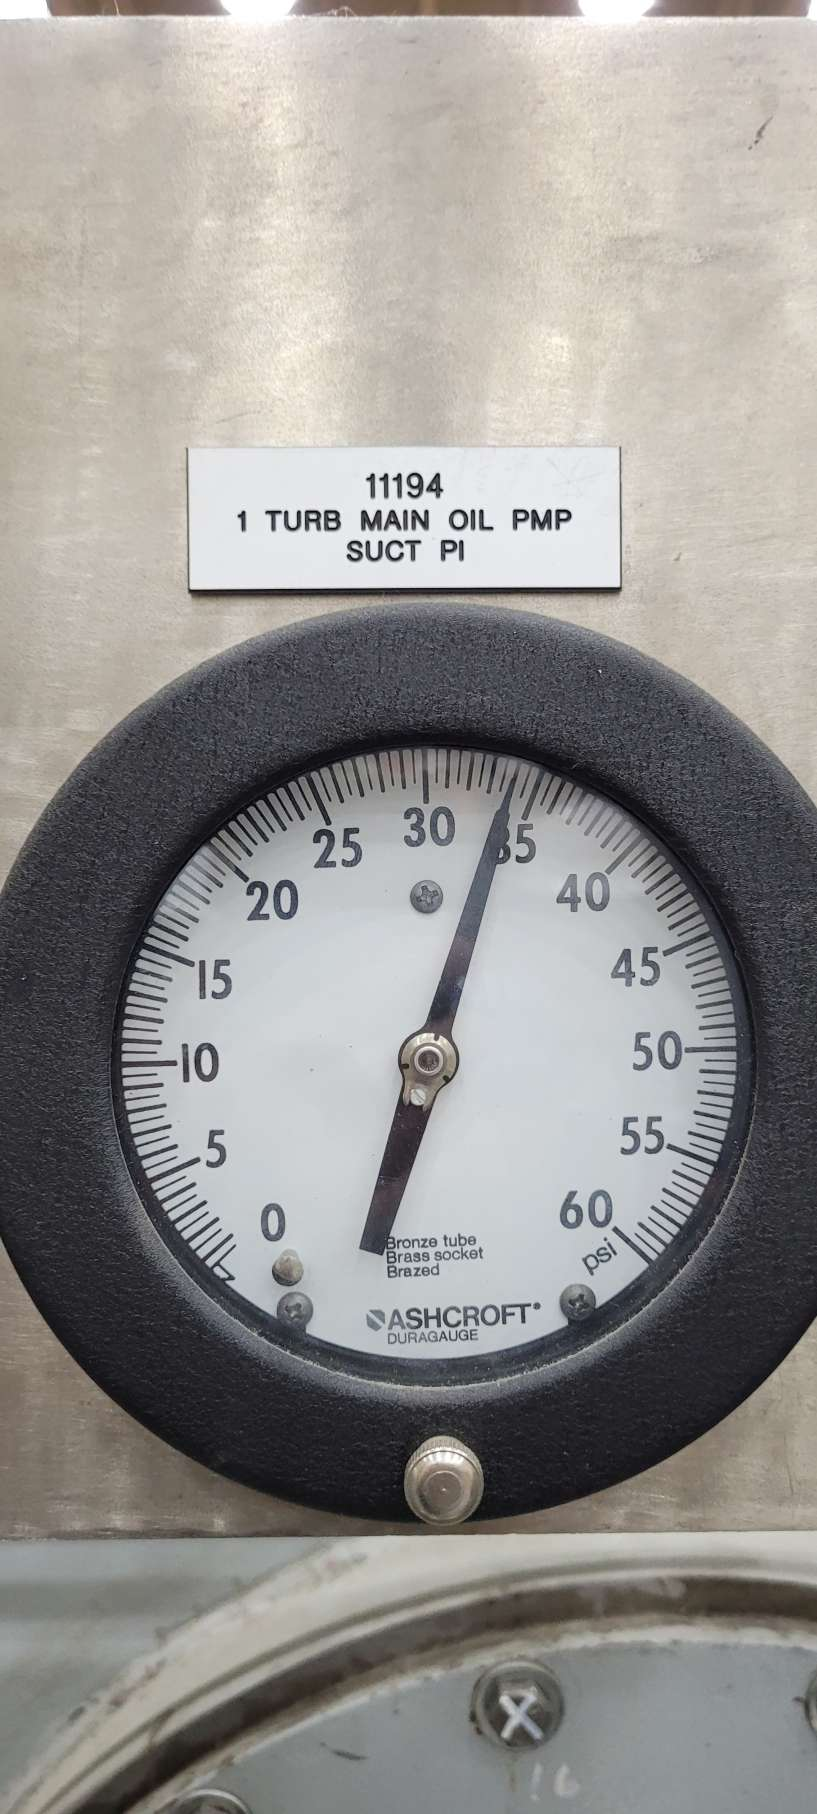 11194
1 TURB MAIN OIL PMP
SUCT PI
30
25
35
20
40
15
45
10
50
5
55
0
60
psi
Bronze tube
Brass socket
Brazed
ASHCROFT®
DURAGAUGE
X
16